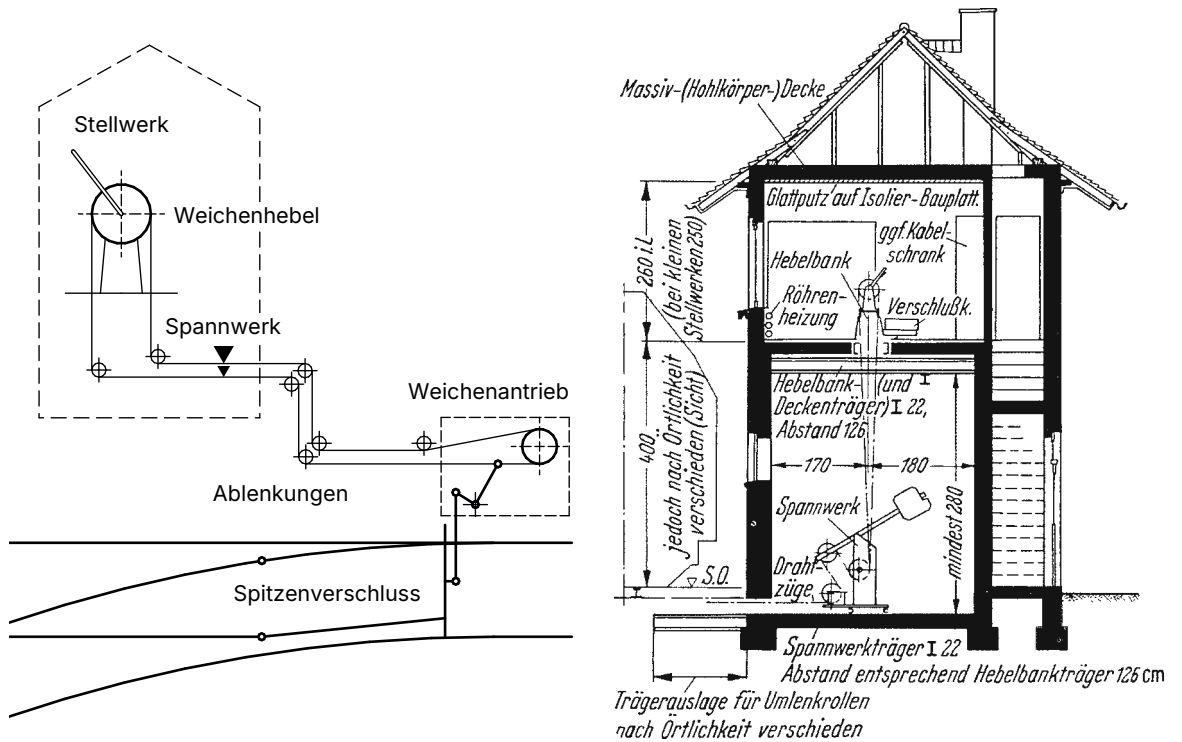 Stellwerk
Weichenhebel
Spannwerk
Weichenantrieb
Ablenkungen
Spitzenverschluss
Massiv-(Hohlkörper-)Decke
Glattputz auf Isolier-Bauplatt.
260 i.L
(bei kleinen
Stellwerken 250)
ggf. Kabel-
schrank
Hebelbank
Röhren-
heizung
Verschlußk.
Hebelbank- (und
Deckenträger) I 22,
Abstand 126
400
jedoch nach Örtlichkeit
verschieden (Sicht)
170
180
Spannwerk
mindest 280
S.O.
Draht-
züge
Spannwerkträger I 22
Abstand entsprechend Hebelbankträger 126 cm
Trägerauslage für Umlenkrollen
nach Örtlichkeit verschieden